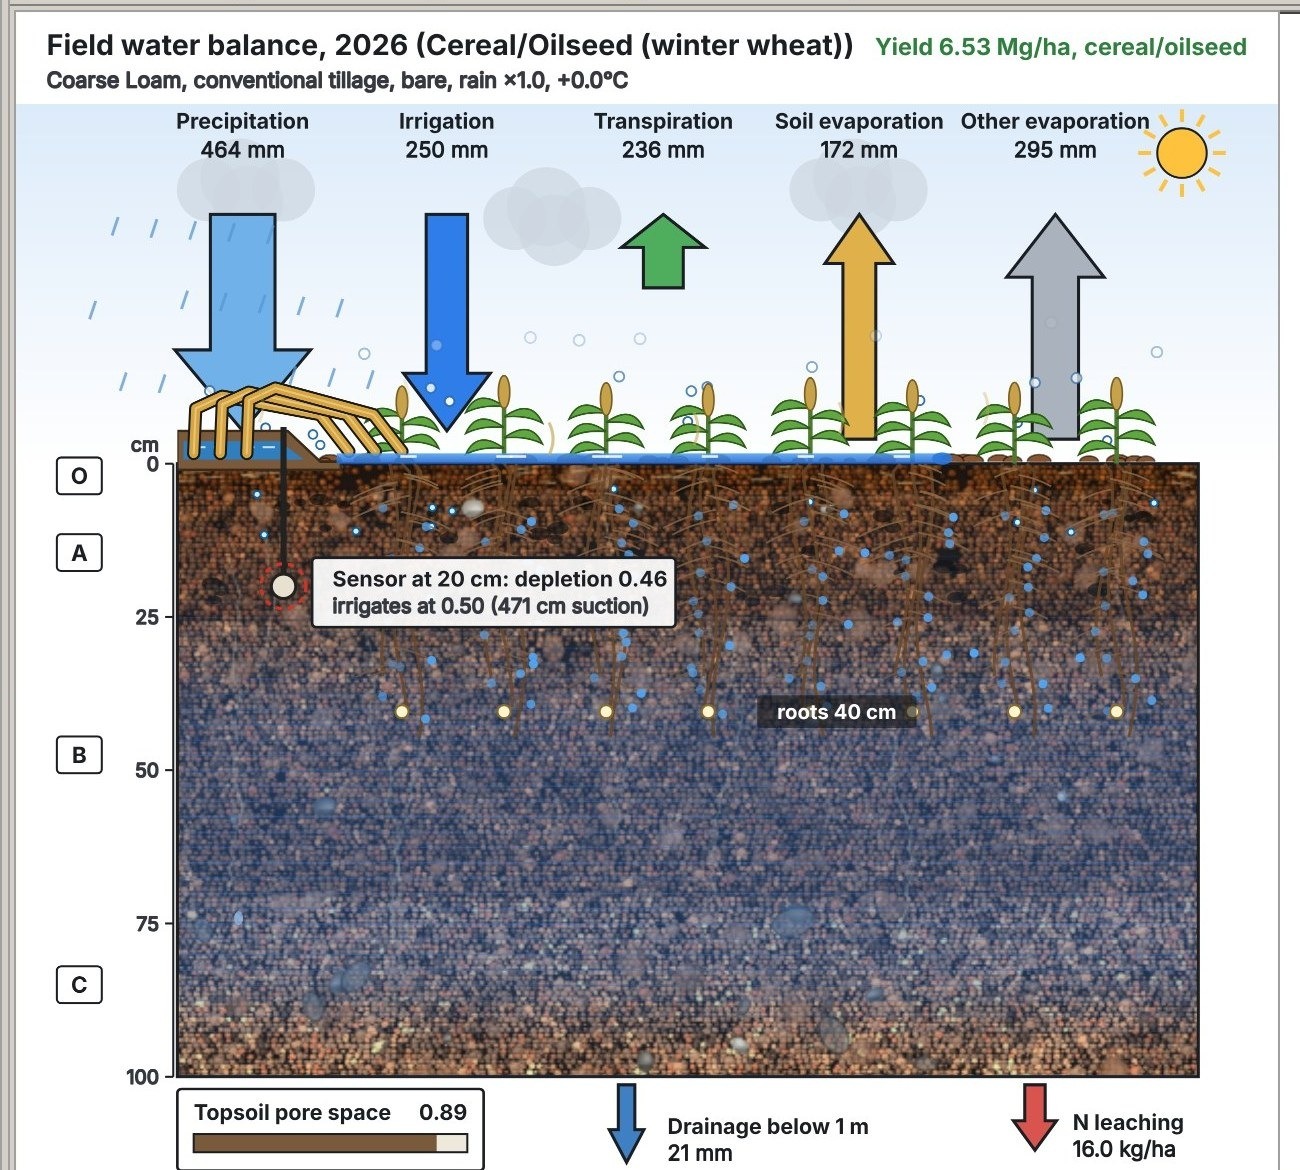 Field water balance, 2026 (Cereal/Oilseed (winter wheat))
Yield 6.53 Mg/ha, cereal/oilseed
Coarse Loam, conventional tillage, bare, rain ×1.0, +0.0°C
Precipitation
464 mm
Irrigation
250 mm
Transpiration
236 mm
Soil evaporation
172 mm
Other evaporation
295 mm
cm
0
O
A
Sensor at 20 cm: depletion 0.46
irrigates at 0.50 (471 cm suction)
25
roots 40 cm
B
50
75
C
100
Topsoil pore space 0.89
Drainage below 1 m
21 mm
N leaching
16.0 kg/ha